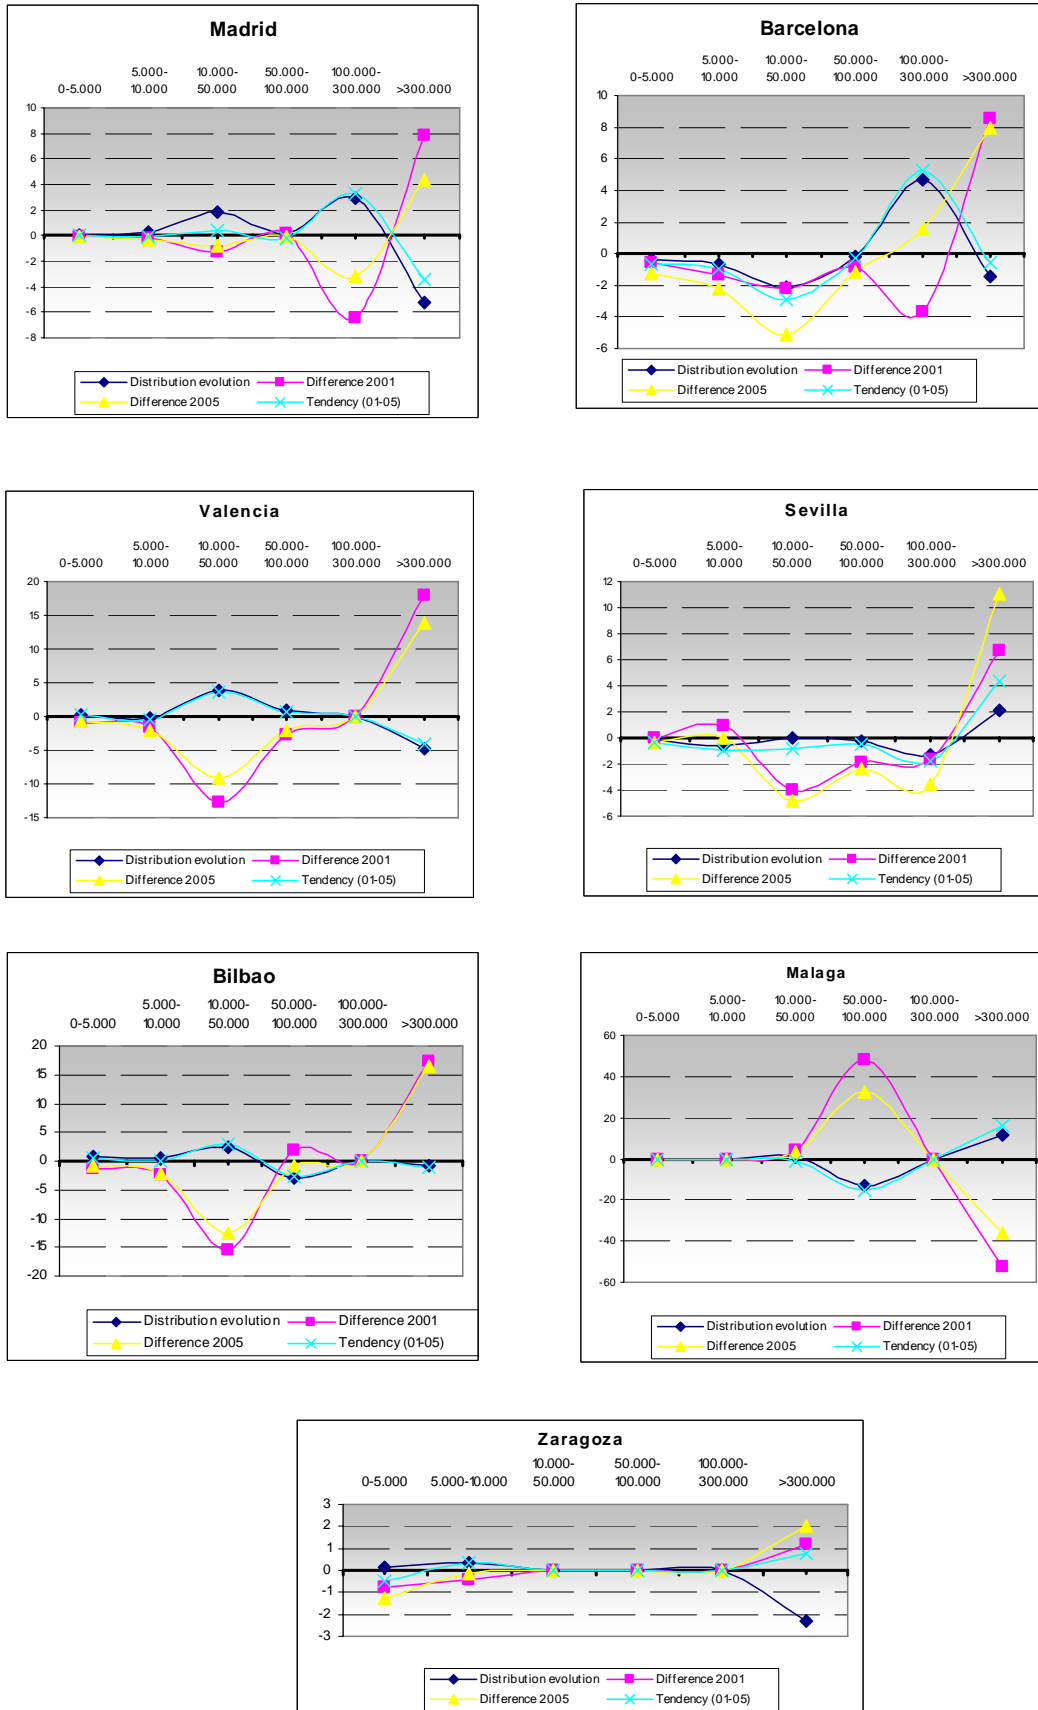 Madrid
5.000- 10.000- 50.000- 100.000-
0-5.000 10.000 50.000 100.000 300.000 >300.000
10
8
6
4
2
0
-2
-4
-6
-8
Distribution evolution Difference 2001
Difference 2005 Tendency (01-05)
Barcelona
5.000- 10.000- 50.000- 100.000-
0-5.000 10.000 50.000 100.000 300.000 >300.000
10
8
6
4
2
0
-2
-4
-6
Distribution evolution Difference 2001
Difference 2005 Tendency (01-05)
Valencia
5.000- 10.000- 50.000- 100.000-
0-5.000 10.000 50.000 100.000 300.000 >300.000
20
15
10
5
0
-5
-10
-15
Distribution evolution Difference 2001
Difference 2005 Tendency (01-05)
Sevilla
5.000- 10.000- 50.000- 100.000-
0-5.000 10.000 50.000 100.000 300.000 >300.000
12
10
8
6
4
2
0
-2
-4
-6
Distribution evolution Difference 2001
Difference 2005 Tendency (01-05)
Bilbao
5.000- 10.000- 50.000- 100.000-
0-5.000 10.000 50.000 100.000 300.000 >300.000
20
15
10
5
0
-5
-10
-15
-20
Distribution evolution Difference 2001
Difference 2005 Tendency (01-05)
Malaga
5.000- 10.000- 50.000- 100.000-
0-5.000 10.000 50.000 100.000 300.000 >300.000
60
40
20
0
-20
-40
-60
Distribution evolution Difference 2001
Difference 2005 Tendency (01-05)
Zaragoza
10.000- 50.000- 100.000-
0-5.000 5.000-10.000 50.000 100.000 300.000 >300.000
3
2
1
0
-1
-2
-3
Distribution evolution Difference 2001
Difference 2005 Tendency (01-05)